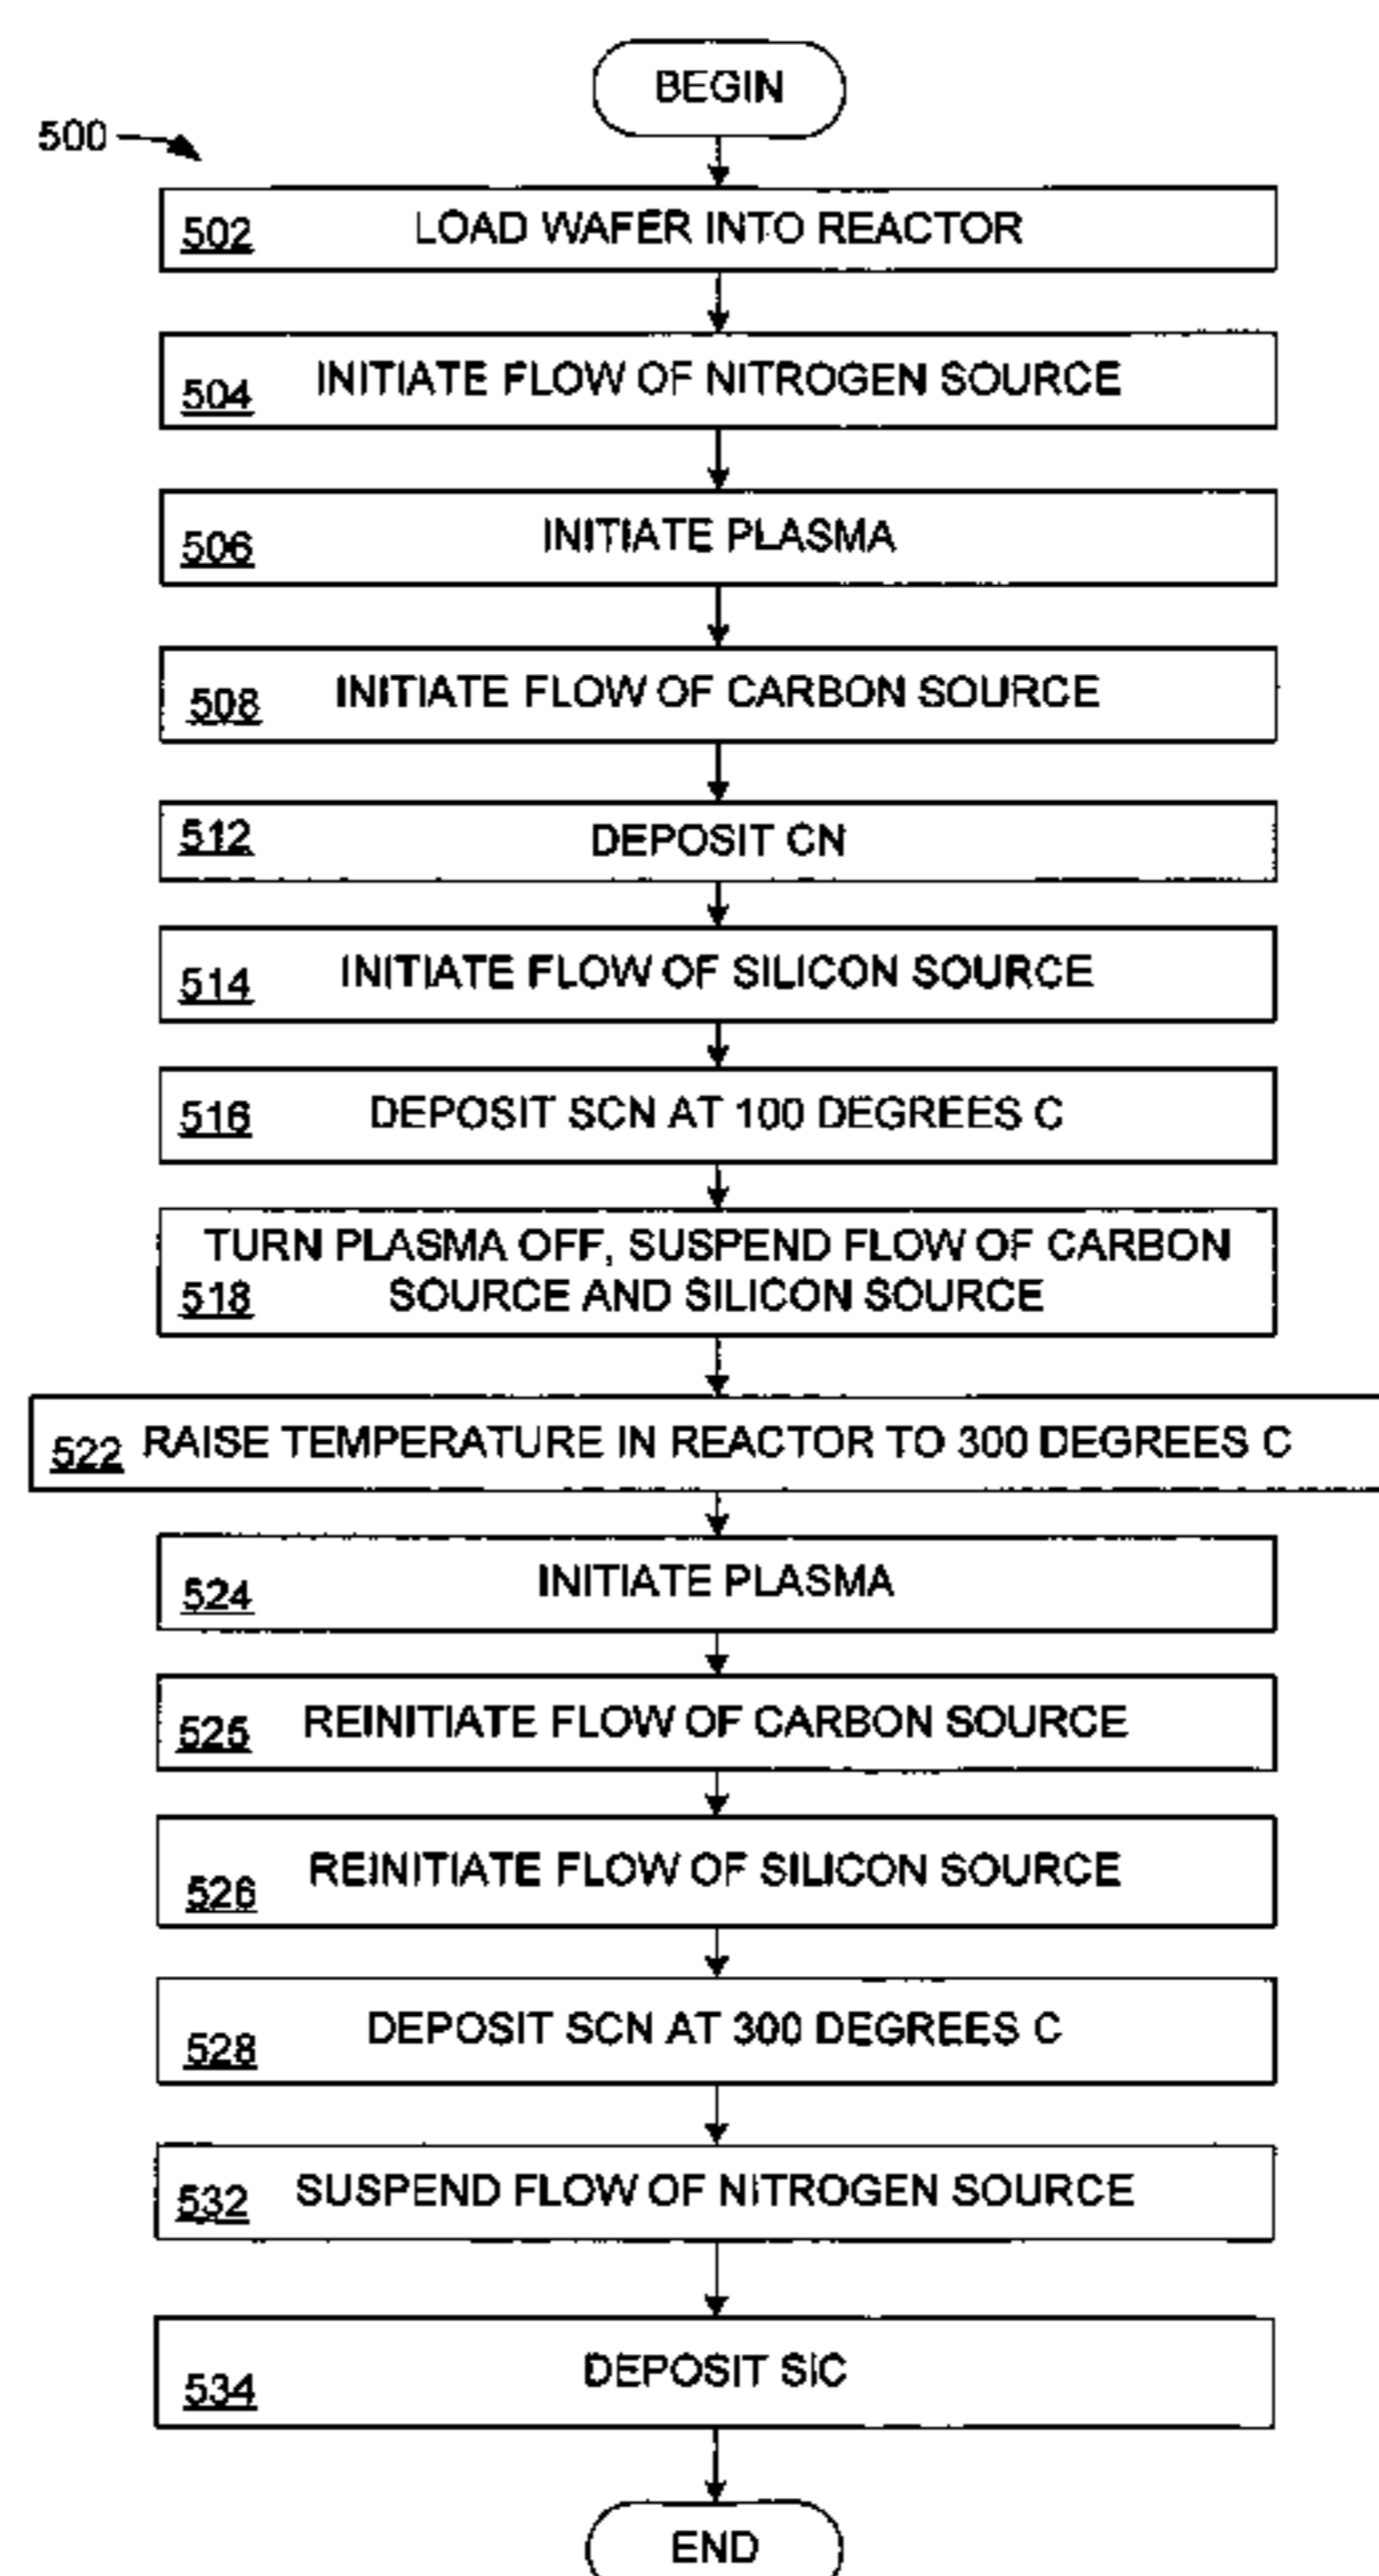 BEGIN
500
502 LOAD WAFER INTO REACTOR
504 INITIATE FLOW OF NITROGEN SOURCE
506 INITIATE PLASMA
508 INITIATE FLOW OF CARBON SOURCE
512 DEPOSIT CN
514 INITIATE FLOW OF SILICON SOURCE
516 DEPOSIT SCN AT 100 DEGREES C
TURN PLASMA OFF, SUSPEND FLOW OF CARBON
518 SOURCE AND SILICON SOURCE
522 RAISE TEMPERATURE IN REACTOR TO 300 DEGREES C
524 INITIATE PLASMA
525 REINITIATE FLOW OF CARBON SOURCE
526 REINITIATE FLOW OF SILICON SOURCE
528 DEPOSIT SCN AT 300 DEGREES C
532 SUSPEND FLOW OF NITROGEN SOURCE
534 DEPOSIT SIC
END